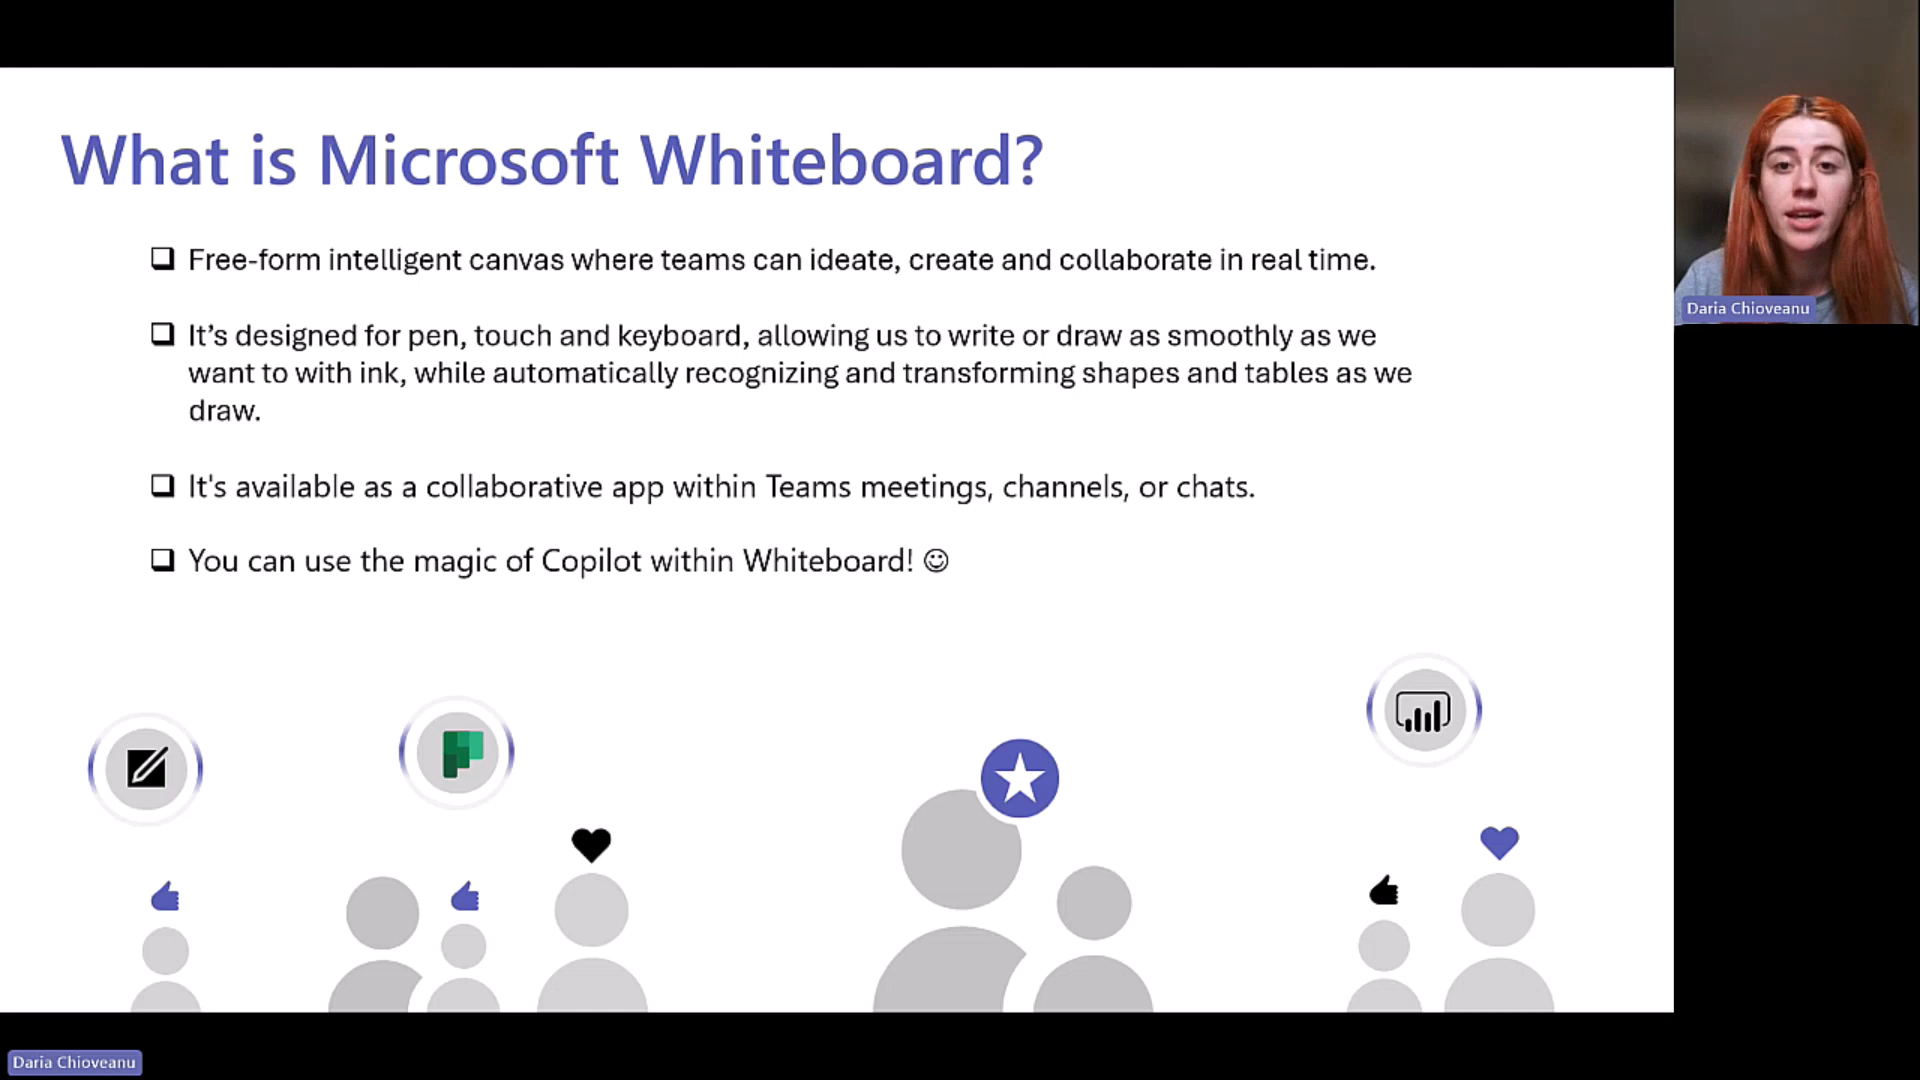 What is Microsoft Whiteboard?
Free-form intelligent canvas where teams can ideate, create and collaborate in real time.
It’s designed for pen, touch and keyboard, allowing us to write or draw as smoothly as we
want to with ink, while automatically recognizing and transforming shapes and tables as we
draw.
It's available as a collaborative app within Teams meetings, channels, or chats.
You can use the magic of Copilot within Whiteboard! ☺
Daria Chioveanu
Daria Chioveanu